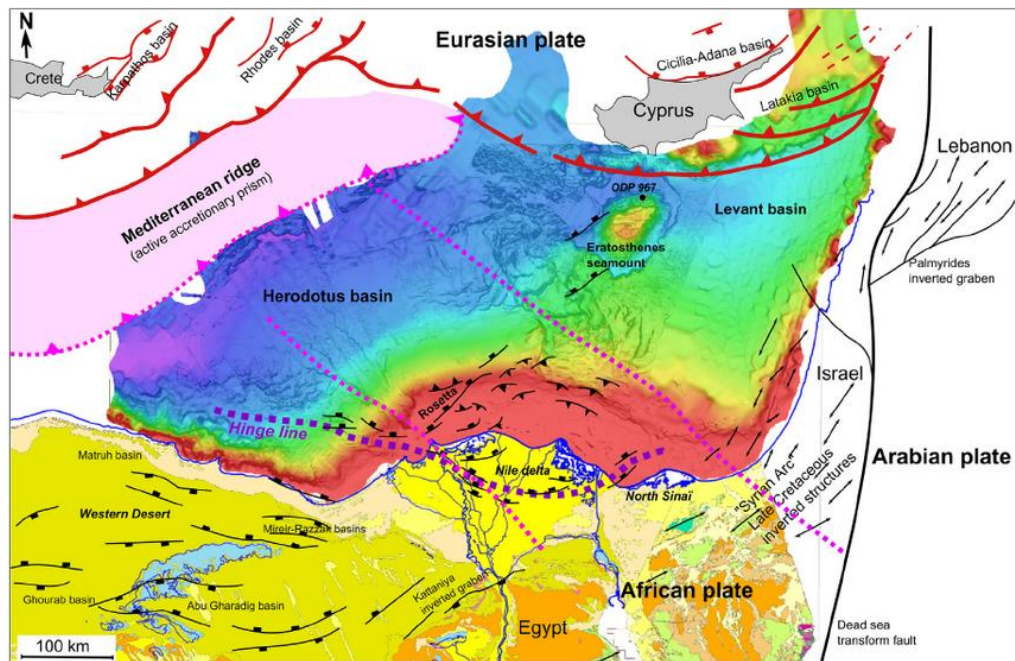 N
Eurasian plate
Crete
Karpathos basin
Rhodes basin
Cicilia-Adana basin
Cyprus
Latakia basin
Lebanon
Mediterranean ridge
(active accretionary prism)
ODP 967
Levant basin
Eratosthenes
seamount
Palmyrides
inverted graben
Herodotus basin
Israel
Rosetta
Hinge line
Matruh basin
Nile delta
Arabian plate
North Sinaï
"Syrian Arc"
Late Cretaceous
inverted structures
Western Desert
Mireir-Razzak basins
Ghourab basin
Abu Gharadig basin
Kattaniya
inverted graben
African plate
Egypt
100 km
Dead sea
transform fault